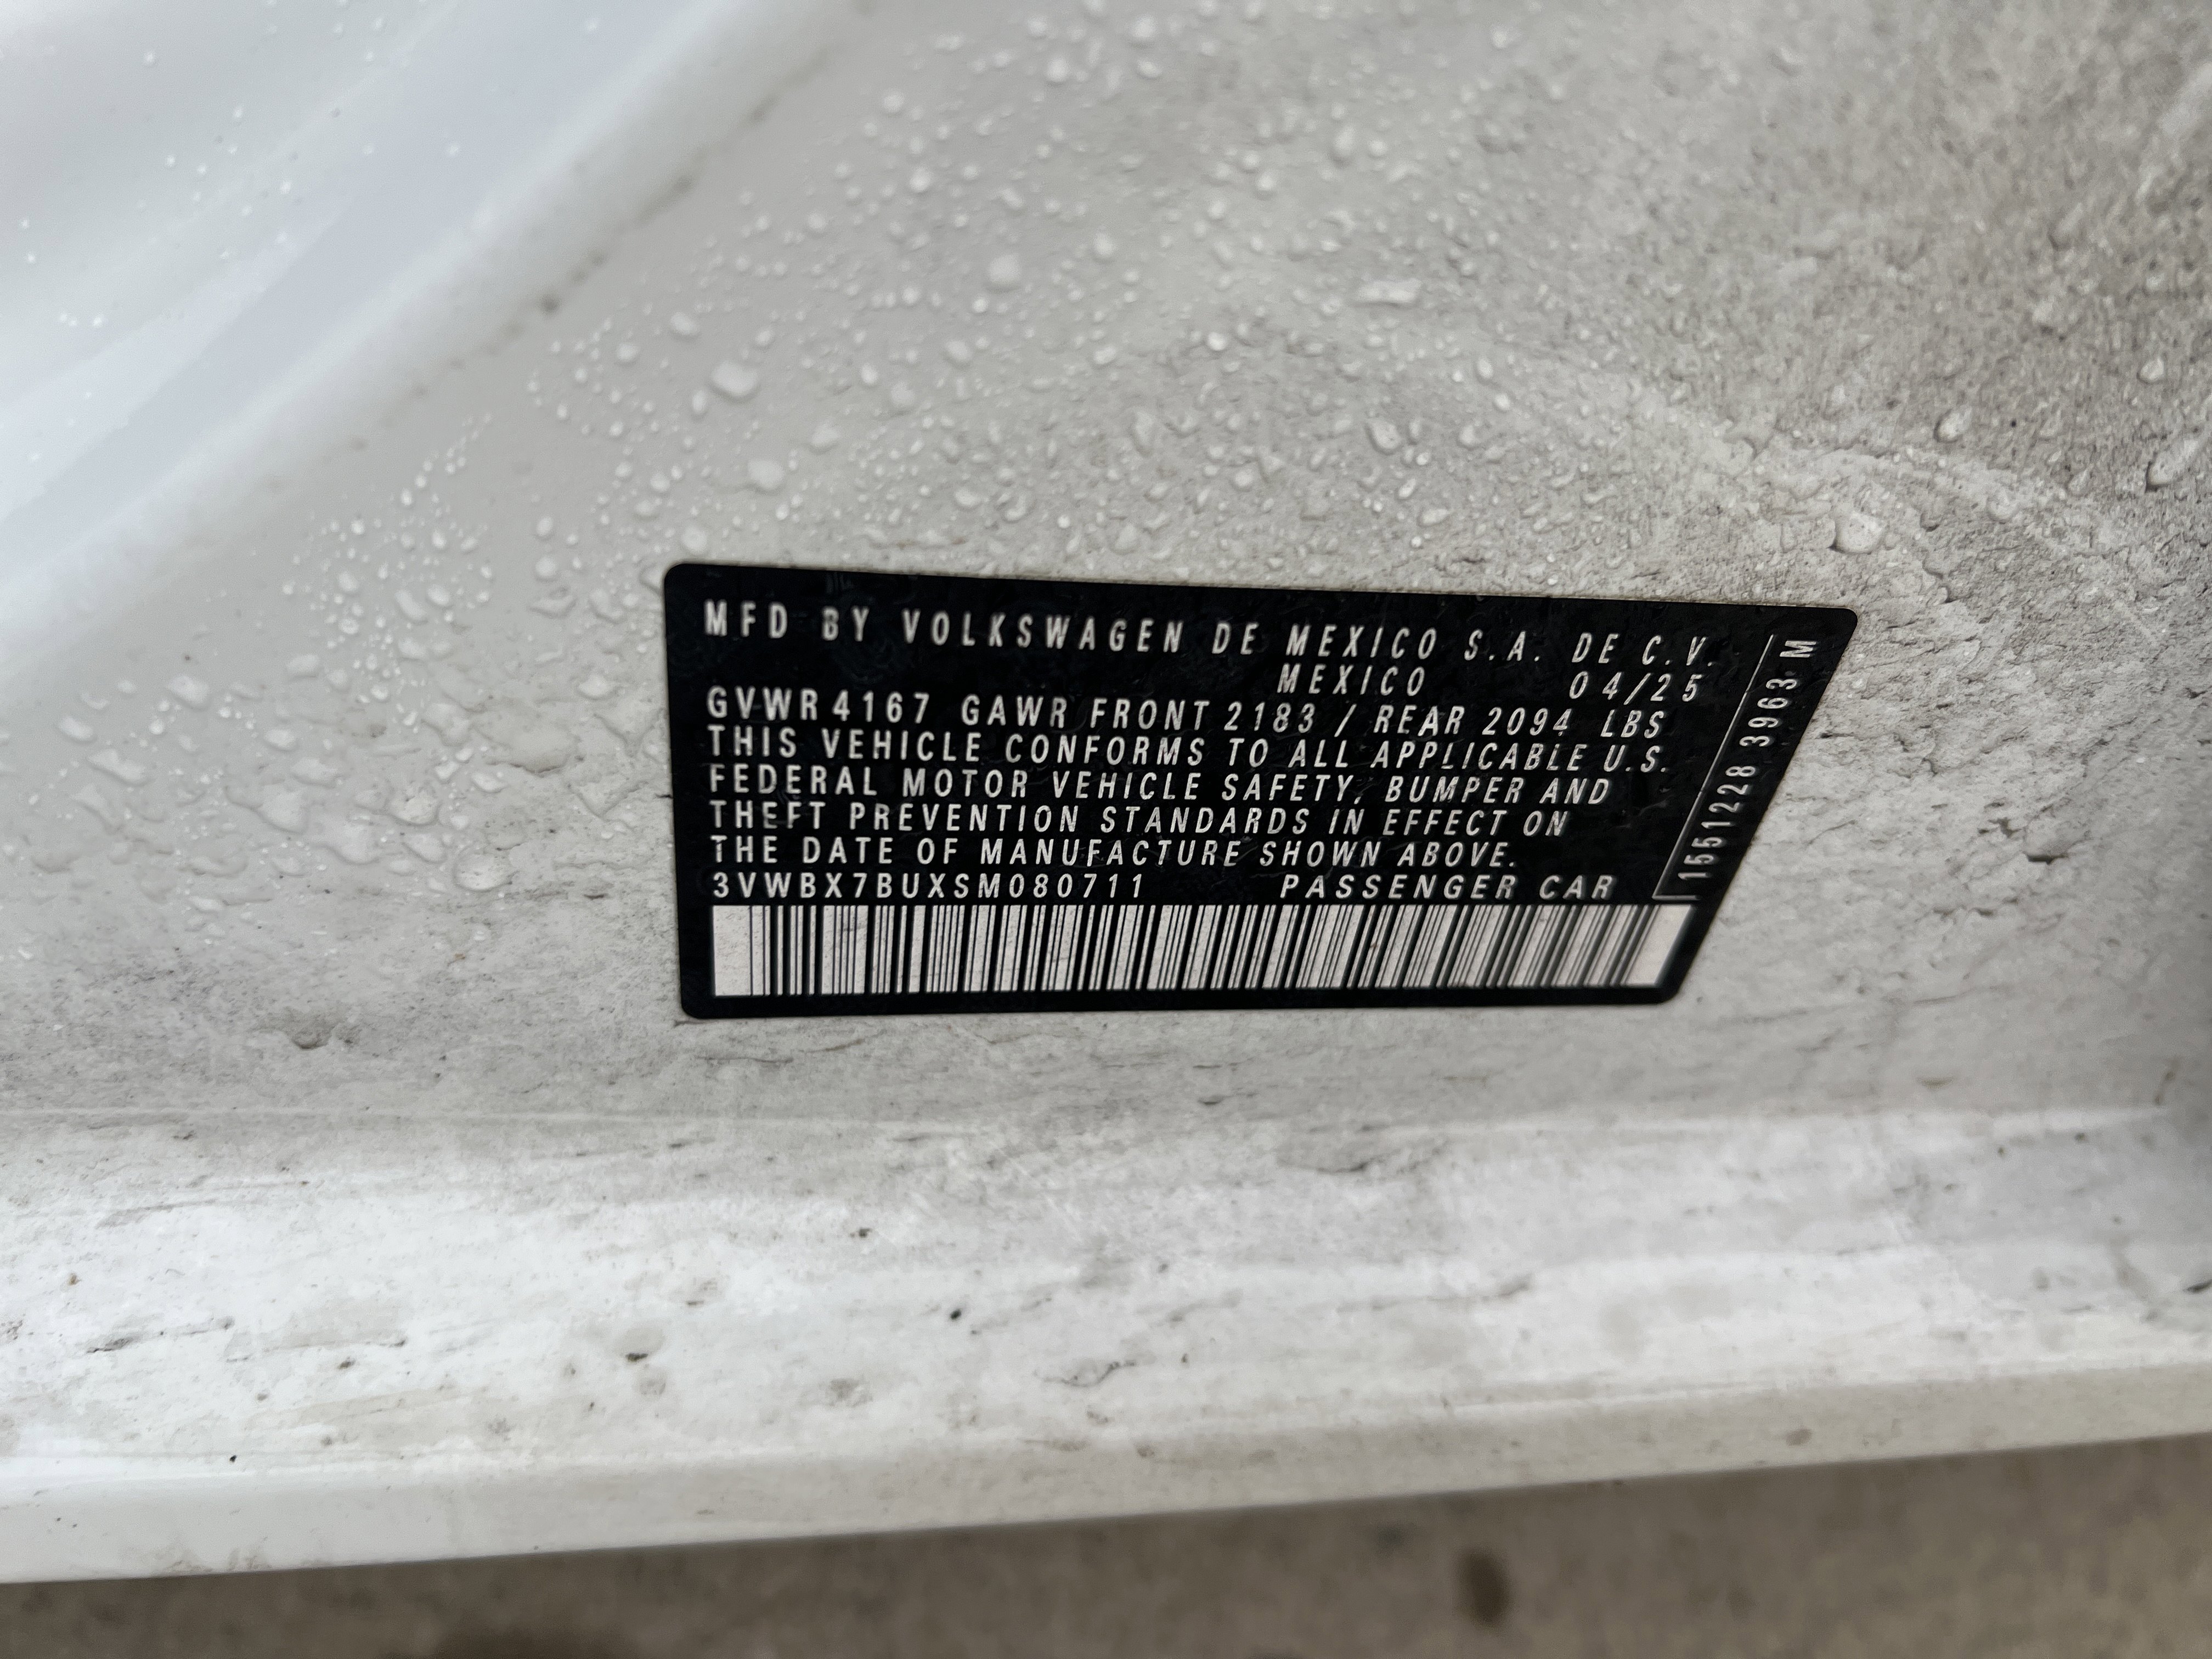 MFD BY VOLKSWAGEN DE MEXICO S.A. DE C.V.
MEXICO 04/25
GVWR 4167 GAWR FRONT 2183 / REAR 2094 LBS
THIS VEHICLE CONFORMS TO ALL APPLICABLE U.S.
FEDERAL MOTOR VEHICLE SAFETY, BUMPER AND
THEFT PREVENTION STANDARDS IN EFFECT ON
THE DATE OF MANUFACTURE SHOWN ABOVE.
3VWBX7BUXSM080711 PASSENGER CAR
1551228 3963 M